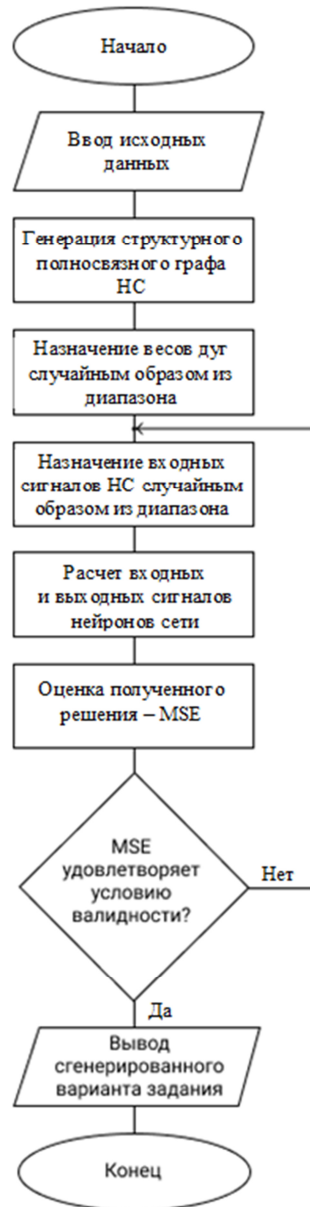 Начало
Ввод исходных
данных
Генерация структурного
полносвязного графа
НС
Назначение весов дуг
случайным образом из
диапазона
Назначение входных
сигналов НС случайным
образом из диапазона
Расчет входных
и выходных сигналов
нейронов сети
Оценка полученного
решения – MSE
MSE
удовлетворяет
условию
валидности?
Нет
Да
Вывод
сгенерированного
варианта задания
Конец